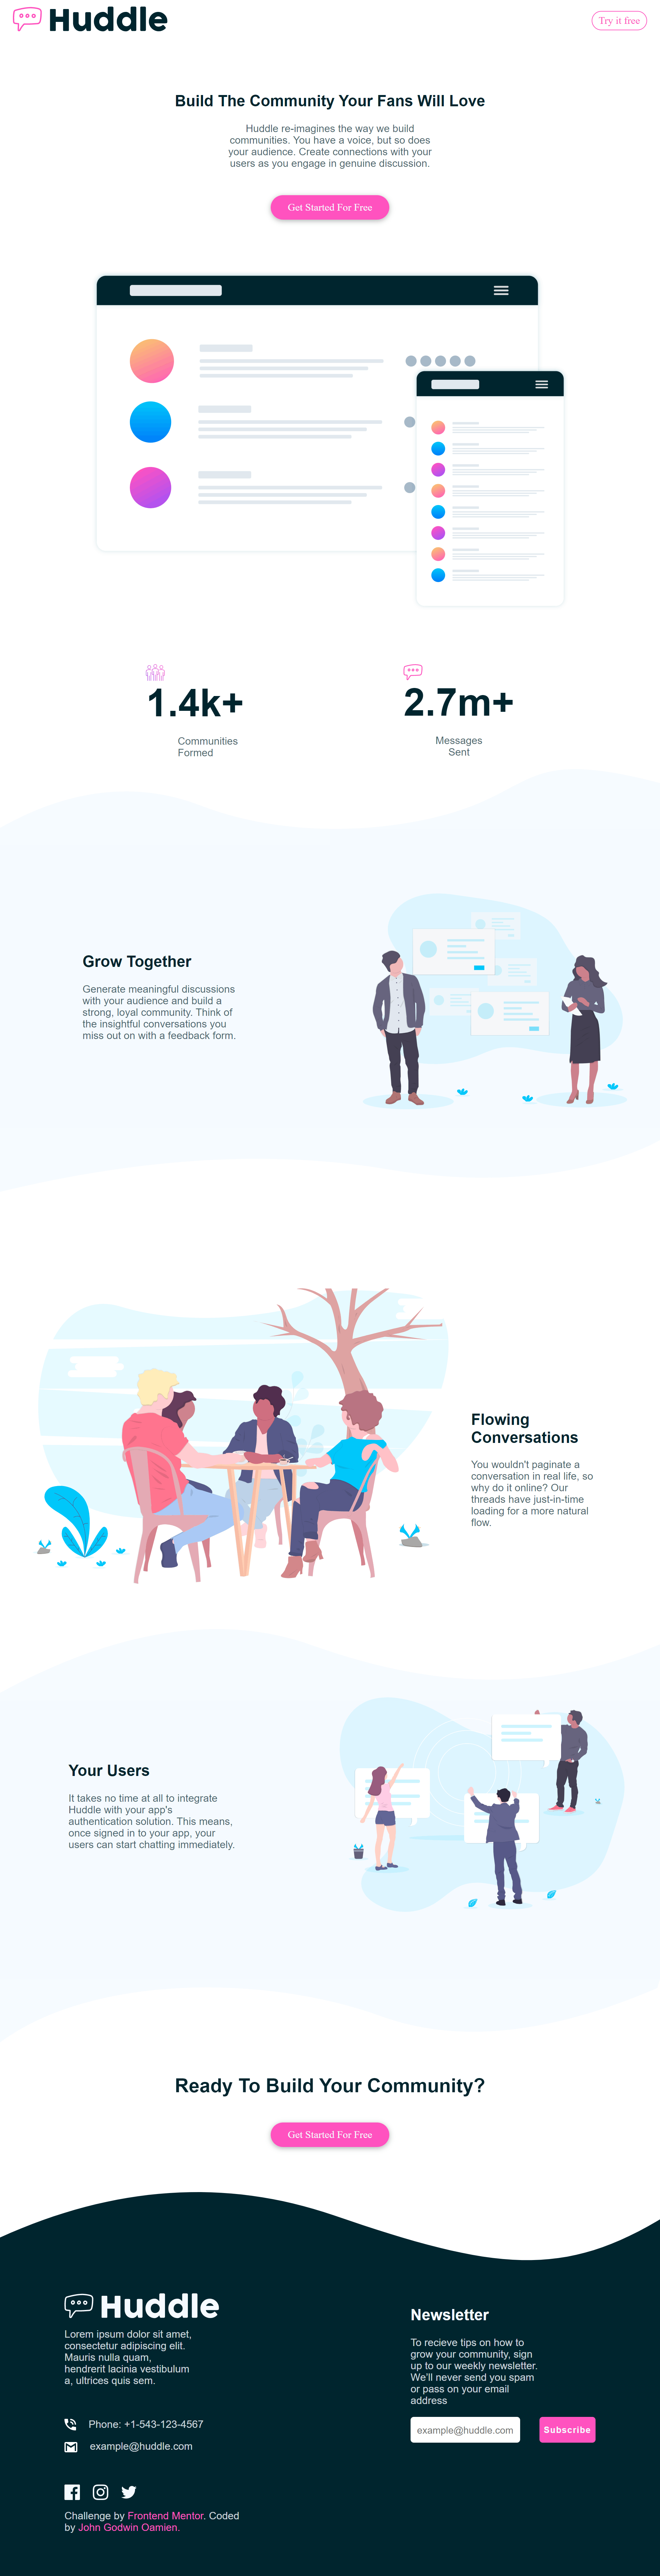 Huddle
Try it free
Build The Community Your Fans Will Love
Huddle re-imagines the way we build
communities. You have a voice, but so does
your audience. Create connections with your
users as you engage in genuine discussion.
Get Started For Free
1.4k+
Communities
Formed
2.7m+
Messages
Sent
Grow Together
Generate meaningful discussions
with your audience and build a
strong, loyal community. Think of
the insightful conversations you
miss out on with a feedback form.
Flowing
Conversations
You wouldn't paginate a
conversation in real life, so
why do it online? Our
threads have just-in-time
loading for a more natural
flow.
Your Users
It takes no time at all to integrate
Huddle with your app's
authentication solution. This means,
once signed in to your app, your
users can start chatting immediately.
Ready To Build Your Community?
Get Started For Free
Huddle
Lorem ipsum dolor sit amet,
consectetur adipiscing elit.
Mauris nulla quam,
hendrerit lacinia vestibulum
a, ultrices quis sem.
Phone: +1-543-123-4567
example@huddle.com
Challenge by Frontend Mentor. Coded
by John Godwin Oamien.
Newsletter
To recieve tips on how to
grow your community, sign
up to our weekly newsletter.
We'll never send you spam
or pass on your email
address
example@huddle.com
Subscribe